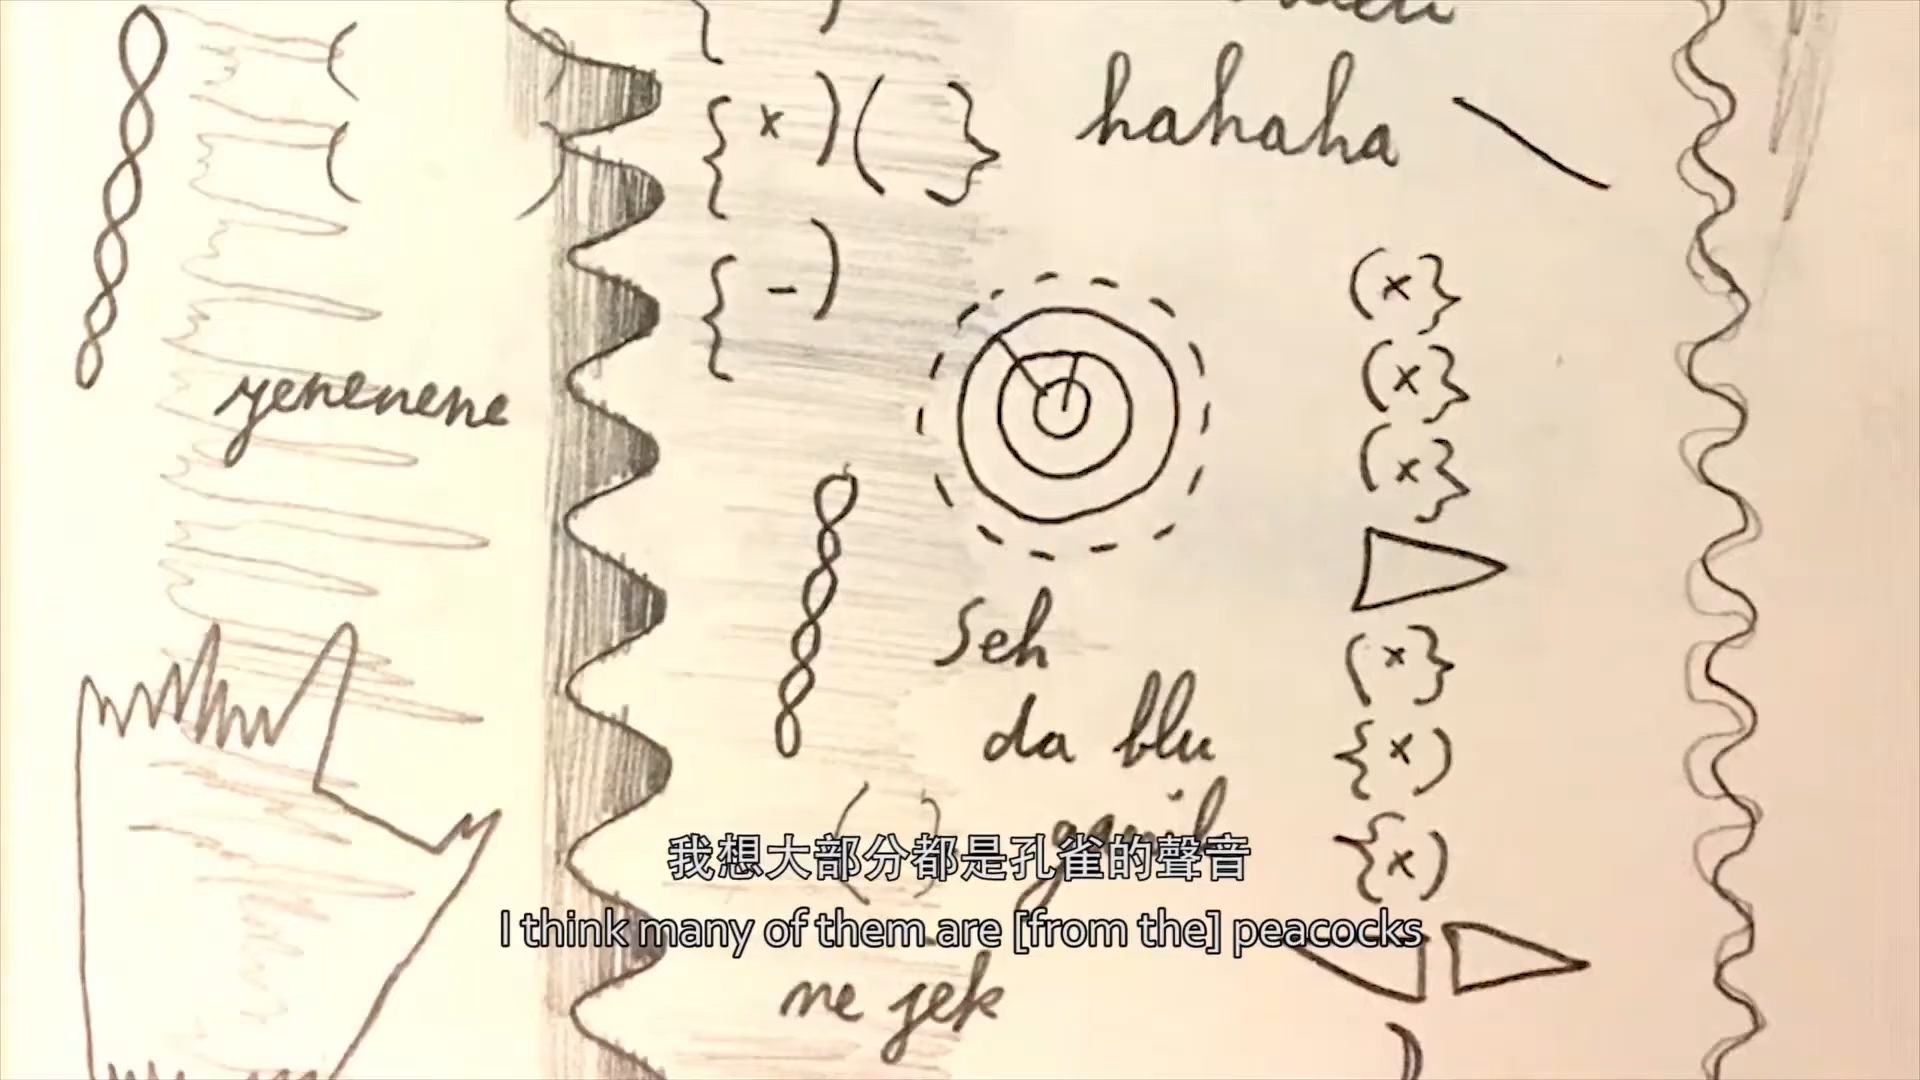 hahaha
{ x ) ( }
{ - )
(x}
(x}
yenenene
(x}
Seh
(x}
da blu
{x)
( )
{x)
我想大部分都是孔雀的聲音
I think many of them are [from the] peacocks
ne jek